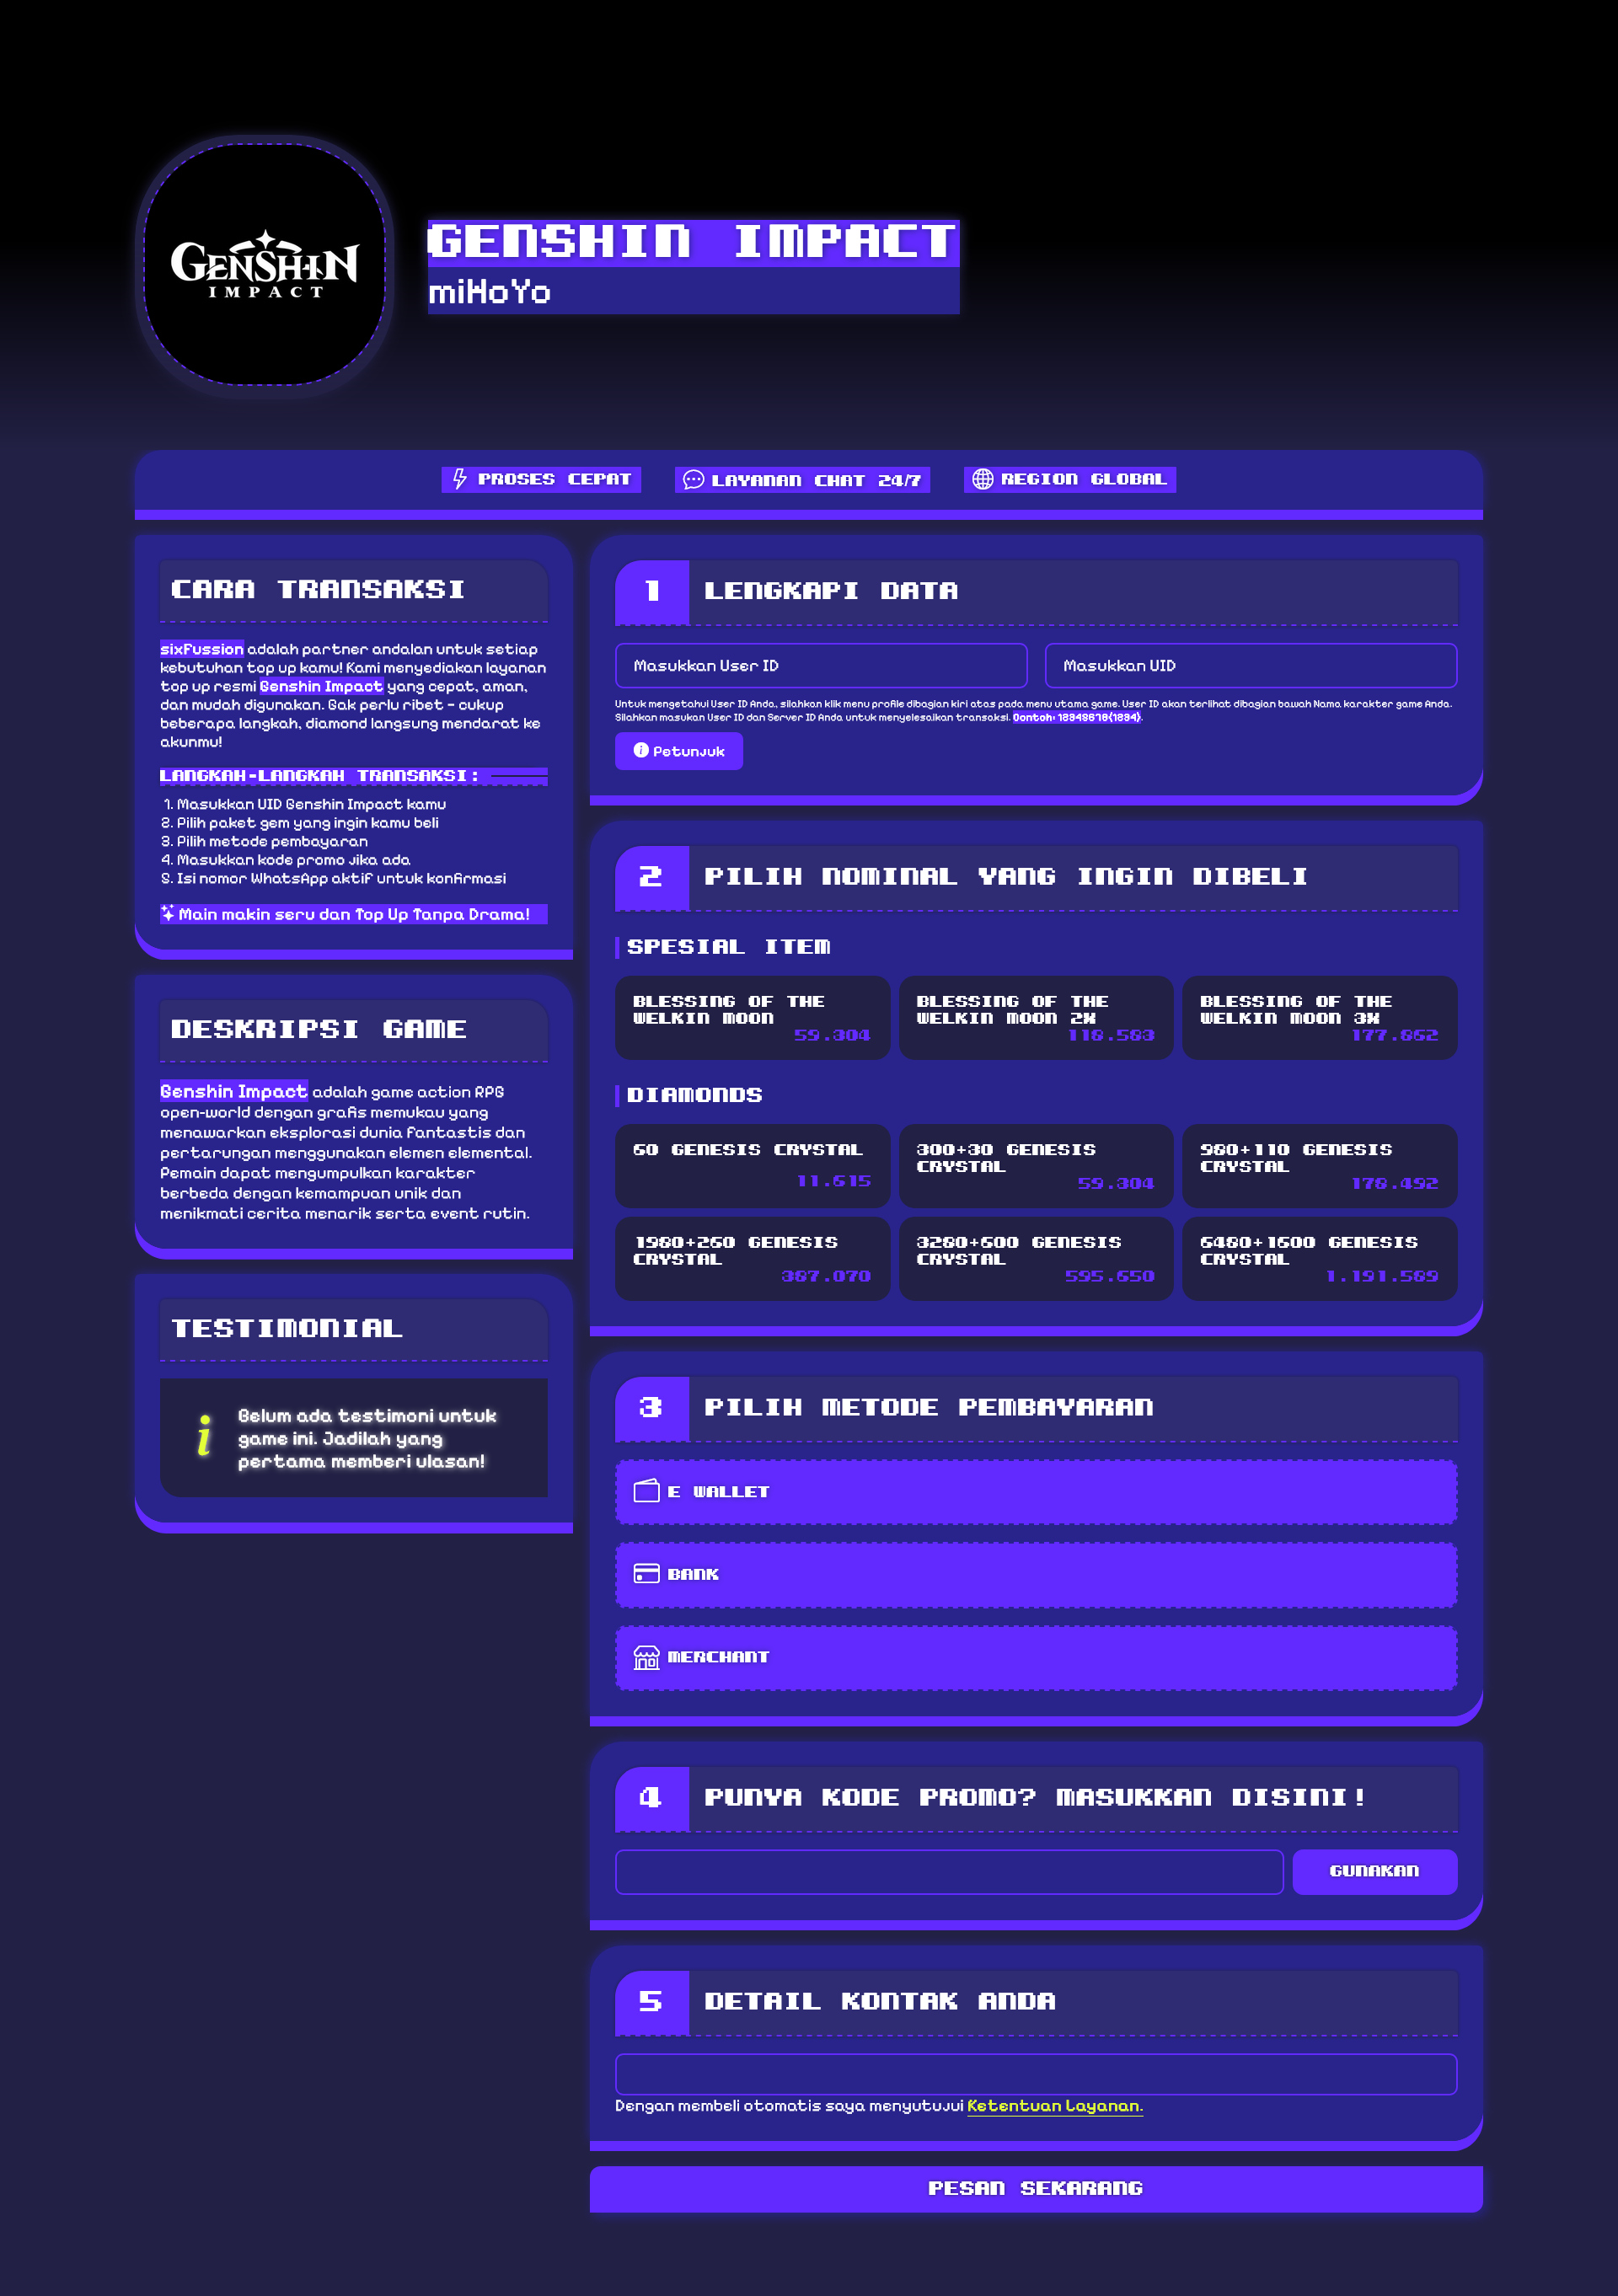 GENSHIN
IMPACT
GENSHIN IMPACT
miHoYo
PROSES CEPAT
LAYANAN CHAT 24/7
REGION GLOBAL
CARA TRANSAKSI
sixFussion adalah partner andalan untuk setiap
kebutuhan top up kamu! Kami menyediakan layanan
top up resmi Genshin Impact yang cepat, aman,
dan mudah digunakan. Gak perlu ribet – cukup
beberapa langkah, diamond langsung mendarat ke
akunmu!
LANGKAH-LANGKAH TRANSAKSI:
1. Masukkan UID Genshin Impact kamu
2. Pilih paket gem yang ingin kamu beli
3. Pilih metode pembayaran
4. Masukkan kode promo jika ada
5. Isi nomor WhatsApp aktif untuk konfirmasi
Main makin seru dan Top Up Tanpa Drama!
DESKRIPSI GAME
Genshin Impact adalah game action RPG
open-world dengan grafis memukau yang
menawarkan eksplorasi dunia fantastis dan
pertarungan menggunakan elemen elemental.
Pemain dapat mengumpulkan karakter
berbeda dengan kemampuan unik dan
menikmati cerita menarik serta event rutin.
TESTIMONIAL
Belum ada testimoni untuk
game ini. Jadilah yang
pertama memberi ulasan!
1 LENGKAPI DATA
Masukkan User ID
Masukkan UID
Untuk mengetahui User ID Anda, silahkan klik menu profile dibagian kiri atas pada menu utama game. User ID akan terlihat dibagian bawah Nama karakter game Anda.
Silahkan masukan User ID dan Server ID Anda untuk menyelesaikan transaksi. Contoh:
Petunjuk
2 PILIH NOMINAL YANG INGIN DIBELI
SPESIAL ITEM
BLESSING OF THE
WELKIN MOON
59.304
BLESSING OF THE
WELKIN MOON 2X
118.583
BLESSING OF THE
WELKIN MOON 3X
177.862
DIAMONDS
60 GENESIS CRYSTAL
11.615
300+30 GENESIS
CRYSTAL
59.304
980+110 GENESIS
CRYSTAL
178.492
1980+260 GENESIS
CRYSTAL
387.070
3280+600 GENESIS
CRYSTAL
595.650
6480+1600 GENESIS
CRYSTAL
1.191.589
3 PILIH METODE PEMBAYARAN
E WALLET
BANK
MERCHANT
4 PUNYA KODE PROMO? MASUKKAN DISINI!
GUNAKAN
5 DETAIL KONTAK ANDA
Dengan membeli otomatis saya menyutujui Ketentuan Layanan.
PESAN SEKARANG